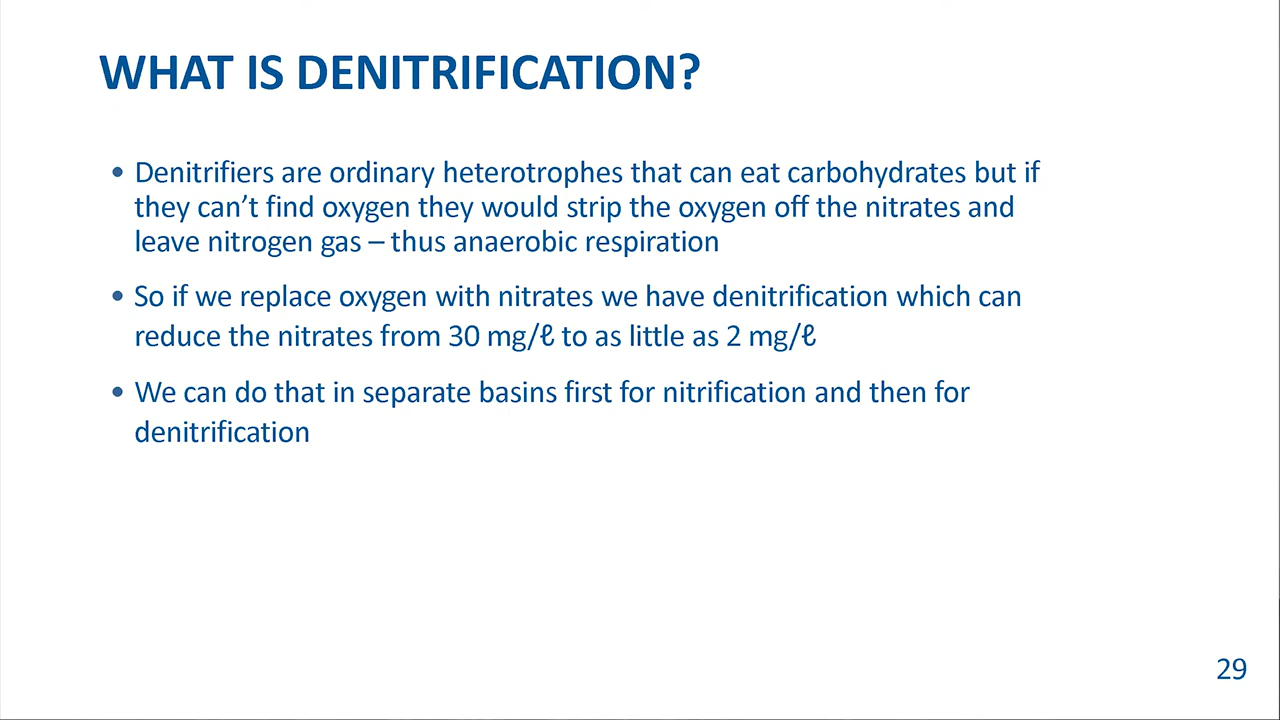 WHAT IS DENITRIFICATION?
• Denitrifiers are ordinary heterotrophes that can eat carbohydrates but if
they can’t find oxygen they would strip the oxygen off the nitrates and
leave nitrogen gas – thus anaerobic respiration
• So if we replace oxygen with nitrates we have denitrification which can
reduce the nitrates from 30 mg/ℓ to as little as 2 mg/ℓ
• We can do that in separate basins first for nitrification and then for
denitrification
29